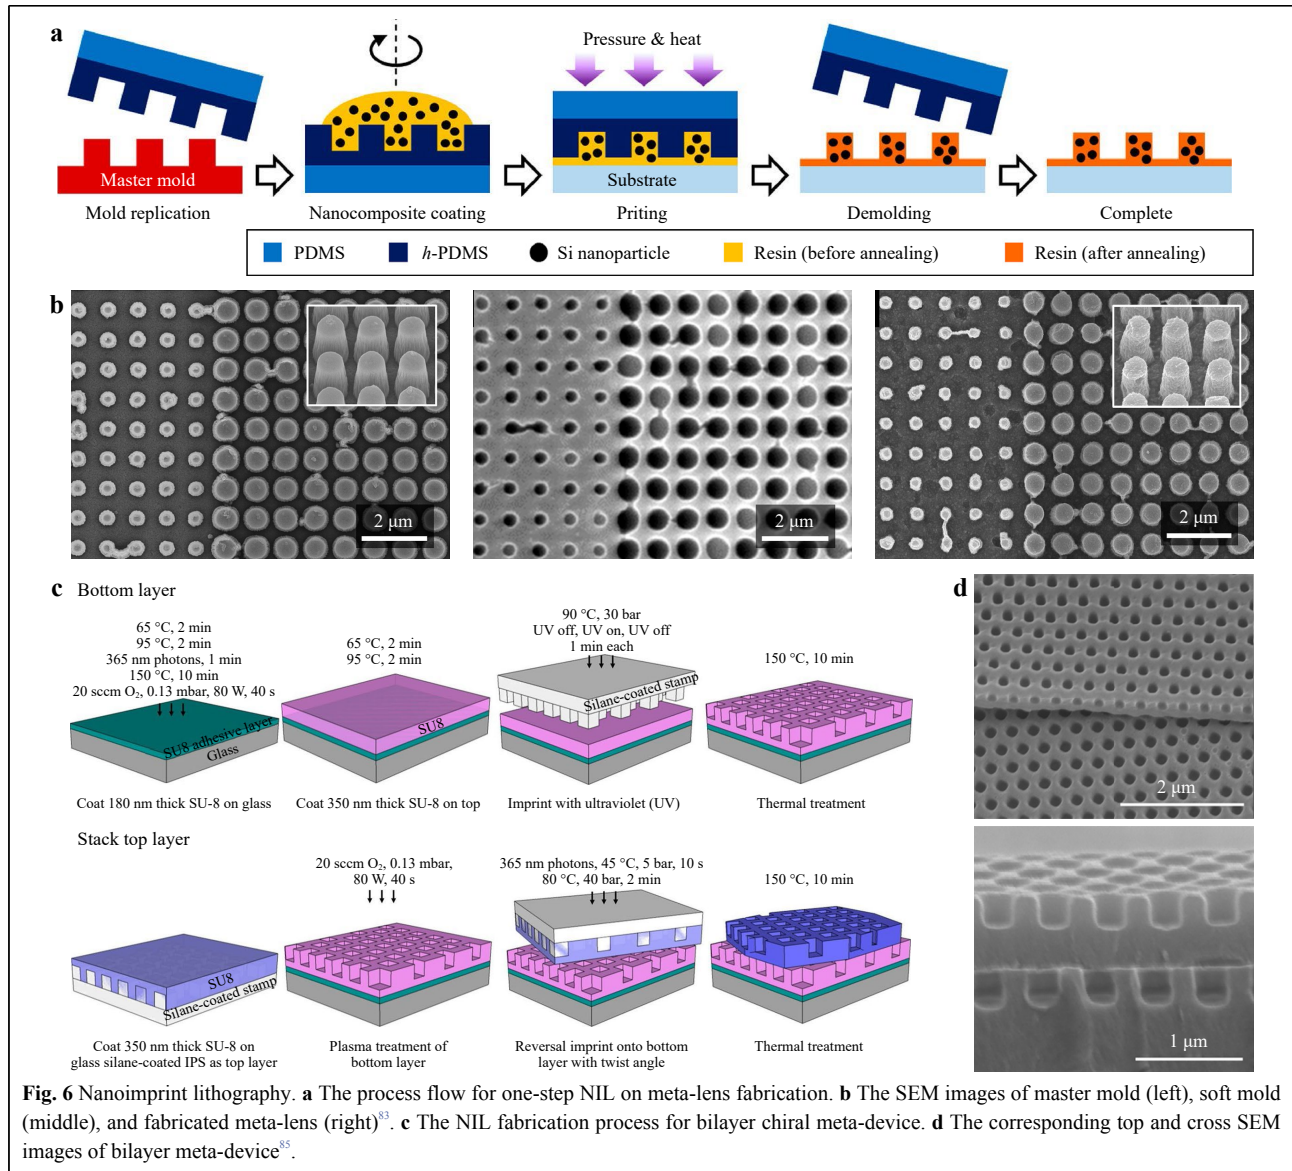 a
Pressure & heat
Master mold
Substrate
Mold replication
Nanocomposite coating
Priting
Demolding
Complete
PDMS
h-PDMS
Si nanoparticle
Resin (before annealing)
Resin (after annealing)
b
2 μm
2 μm
2 μm
c Bottom layer
65 °C, 2 min
95 °C, 2 min
365 nm photons, 1 min
150 °C, 10 min
20 sccm O₂, 0.13 mbar, 80 W, 40 s
SU8 adhesive layer
Glass
Coat 180 nm thick SU-8 on glass
65 °C, 2 min
95 °C, 2 min
SU8
Coat 350 nm thick SU-8 on top
90 °C, 30 bar
UV off, UV on, UV off
1 min each
Silane-coated stamp
Imprint with ultraviolet (UV)
150 °C, 10 min
Thermal treatment
Stack top layer
SU8
Silane-coated stamp
Coat 350 nm thick SU-8 on
glass silane-coated IPS as top layer
20 sccm O₂, 0.13 mbar,
80 W, 40 s
Plasma treatment of
bottom layer
365 nm photons, 45 °C, 5 bar, 10 s
80 °C, 40 bar, 2 min
Reversal imprint onto bottom
layer with twist angle
150 °C, 10 min
Thermal treatment
d
2 μm
1 μm
Fig. 6 Nanoimprint lithography. a The process flow for one-step NIL on meta-lens fabrication. b The SEM images of master mold (left), soft mold
(middle), and fabricated meta-lens (right)⁸³. c The NIL fabrication process for bilayer chiral meta-device. d The corresponding top and cross SEM
images of bilayer meta-device⁸⁵.